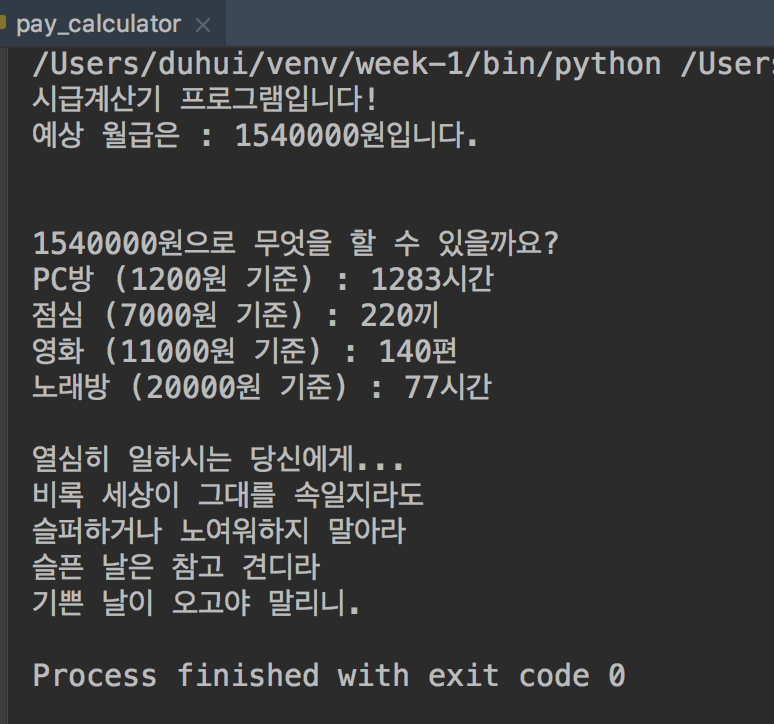 pay_calculator
/Users/duhui/venv/week-1/bin/python /Users
시급계산기 프로그램입니다!
예상 월급은 : 1540000원입니다.
1540000원으로 무엇을 할 수 있을까요?
PC방 (1200원 기준) : 1283시간
점심 (7000원 기준) : 220끼
영화 (11000원 기준) : 140편
노래방 (20000원 기준) : 77시간
열심히 일하시는 당신에게...
비록 세상이 그대를 속일지라도
슬퍼하거나 노여워하지 말아라
슬픈 날은 참고 견디라
기쁜 날이 오고야 말리니.
Process finished with exit code 0